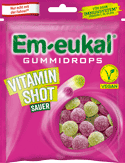 Em-eukal®
GUMMIDROPS
VITAMIN
SHOT
SAUER
VEGAN